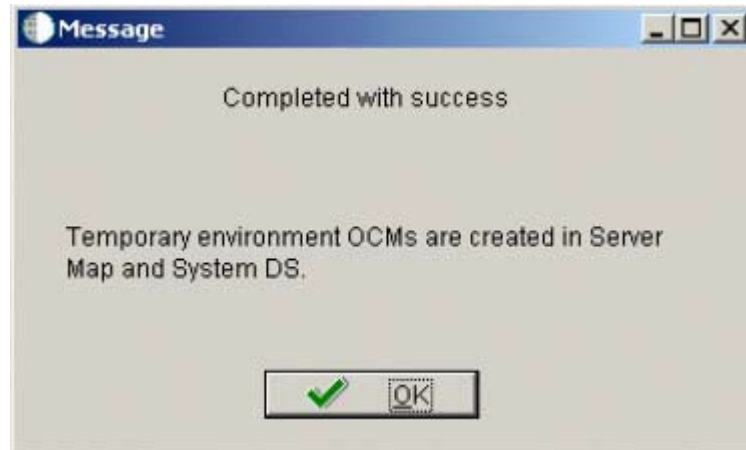 Message
Completed with success
Temporary environment OCMs are created in Server
Map and System DS.
OK